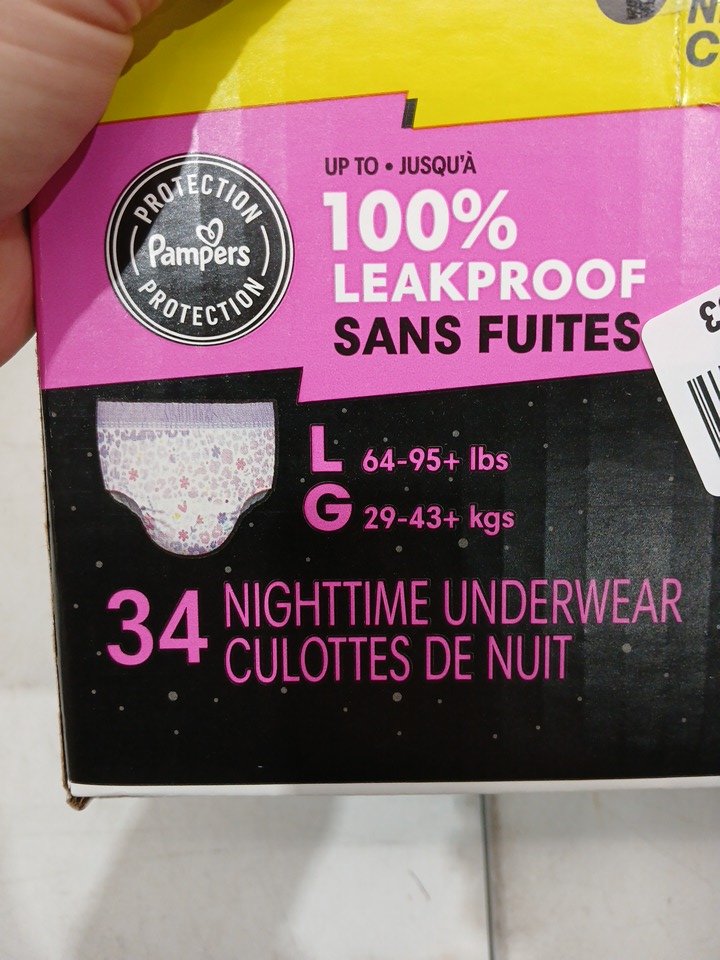 PROTECTION
Pampers
PROTECTION
UP TO • JUSQU'À
100%
LEAKPROOF
SANS FUITES
L 64-95+ lbs
G 29-43+ kgs
34 NIGHTTIME UNDERWEAR
CULOTTES DE NUIT